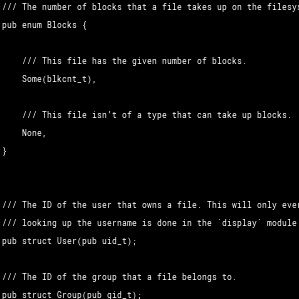 /// The number of blocks that a file takes up on the filesys
pub enum Blocks {
/// This file has the given number of blocks.
Some(blkcnt_t),
/// This file isn't of a type that can take up blocks.
None,
}
/// The ID of the user that owns a file. This will only ever
/// looking up the username is done in the `display` module
pub struct User(pub uid_t);
/// The ID of the group that a file belongs to.
pub struct Group(pub gid_t);